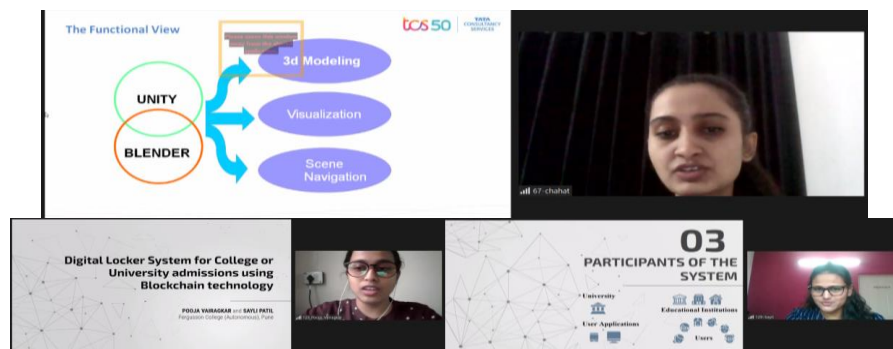 The Functional View
tcs 50
TATA
CONSULTANCY
SERVICES
3d Modeling
UNITY
Visualization
BLENDER
Scene
Navigation
67-chahat
Digital Locker System for College or
University admissions using
Blockchain technology
POOJA VAIRAGKAR and SAYLI PATIL
Fergusson College (Autonomous), Pune
03
PARTICIPANTS OF THE
SYSTEM
University
Educational Institutions
User Applications
Users